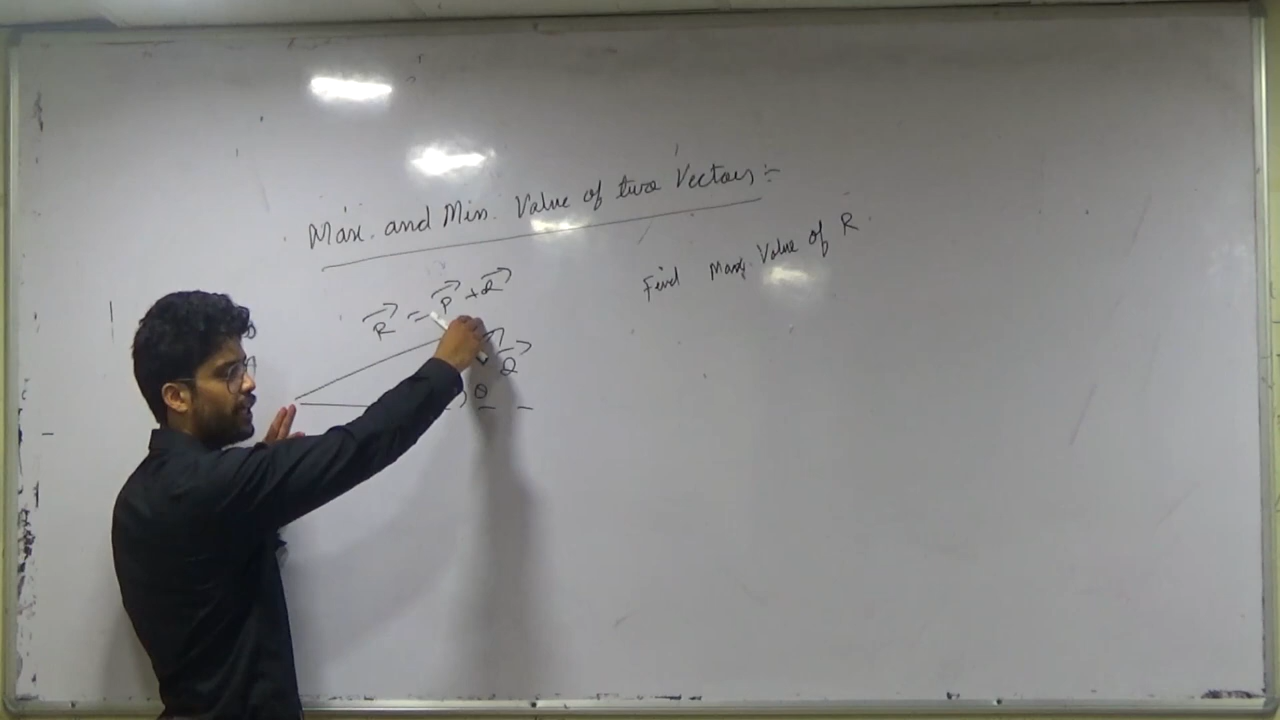 Max. and Min. Value of two Vectors :-
Find Max. Value of R
R = P + Q
Q
θ